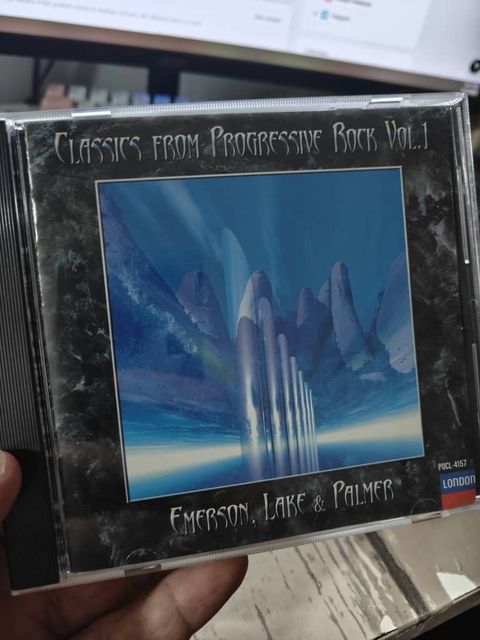 Classics from Progressive Rock Vol.1
POCL-4157
LONDON
Emerson, Lake & Palmer